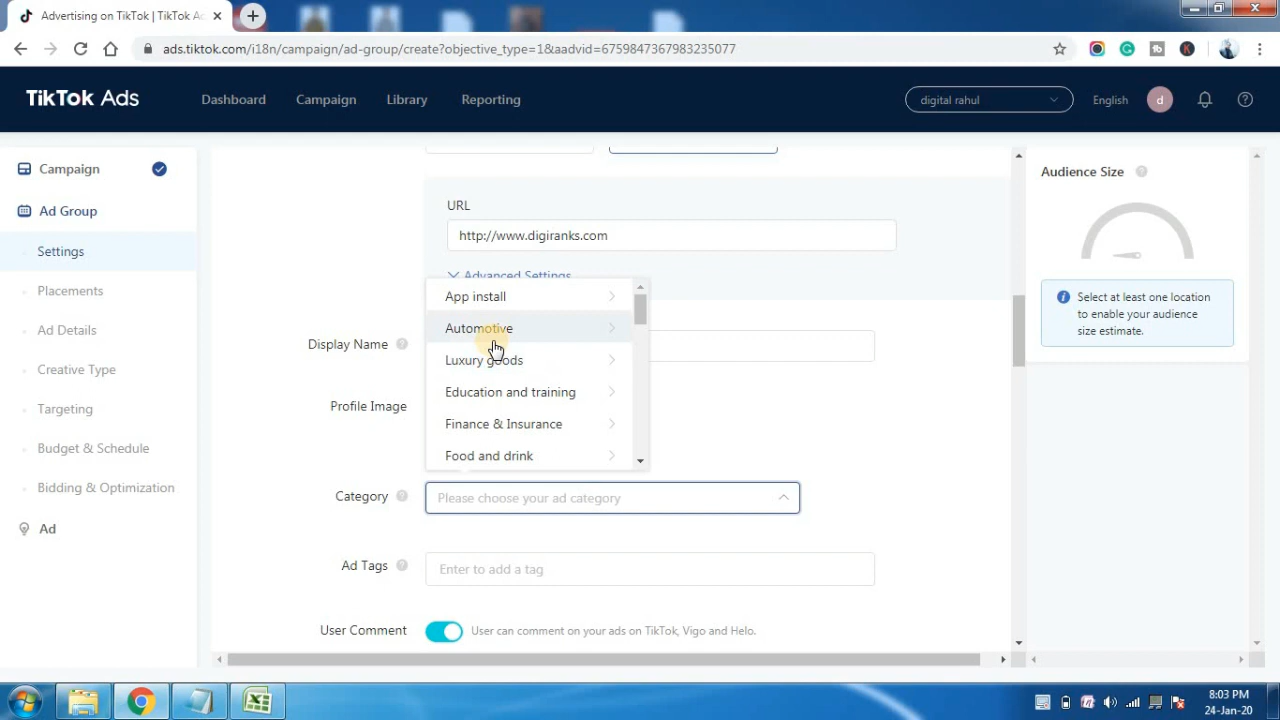 Advertising on TikTok | TikTok Ad
ads.tiktok.com/i18n/campaign/ad-group/create?objective_type=1&aadvid=6759847367983235077
TikTok Ads
Dashboard
Campaign
Library
Reporting
digital rahul
English
d
Campaign
Ad Group
Settings
Placements
Ad Details
Creative Type
Targeting
Budget & Schedule
Bidding & Optimization
Ad
URL
http://www.digiranks.com
Advanced Settings
App install
Automotive
Luxury goods
Education and training
Finance & Insurance
Food and drink
Display Name
Profile Image
Category
Please choose your ad category
Ad Tags
Enter to add a tag
User Comment
User can comment on your ads on TikTok, Vigo and Helo.
Audience Size
Select at least one location
to enable your audience
size estimate.
8:03 PM
24-Jan-20